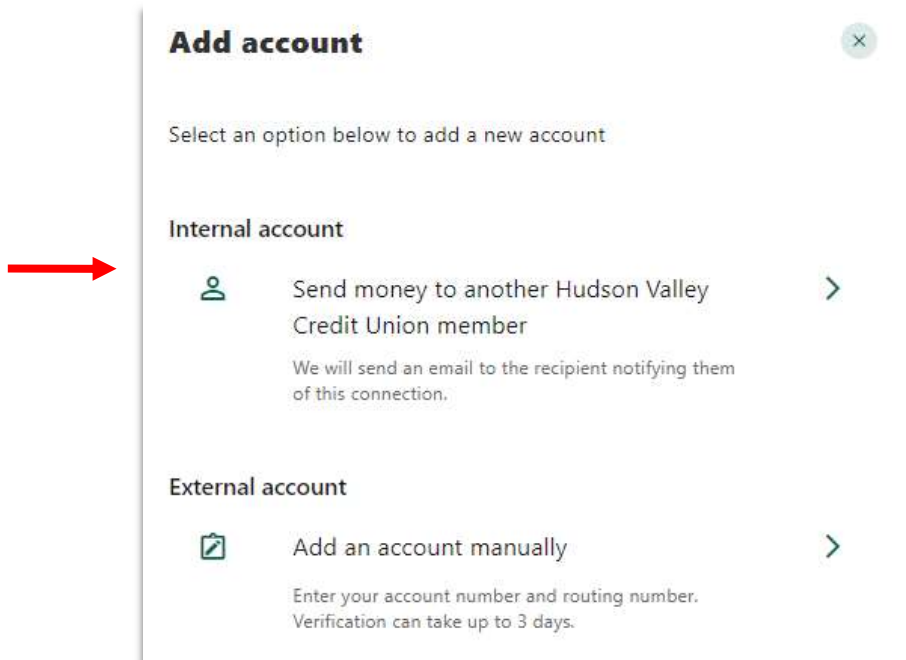 Add account
Select an option below to add a new account
Internal account
Send money to another Hudson Valley
Credit Union member
We will send an email to the recipient notifying them
of this connection.
External account
Add an account manually
Enter your account number and routing number.
Verification can take up to 3 days.